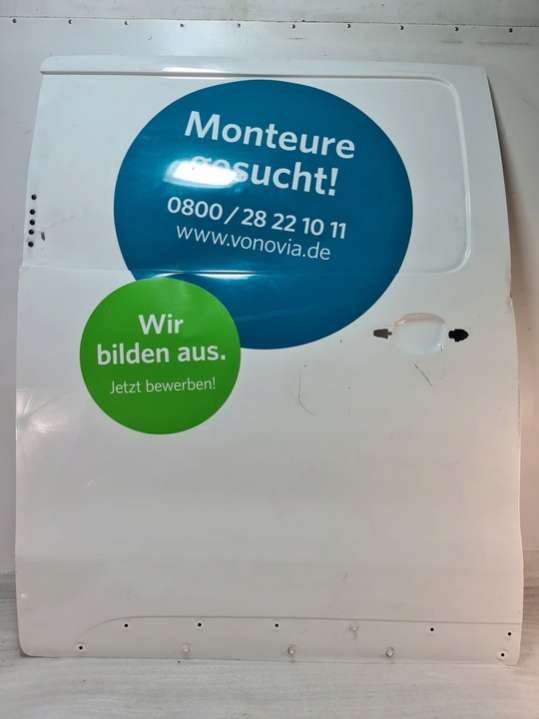 Monteure
gesucht!
0800/28 22 10 11
www.vonovia.de
Wir
bilden aus.
Jetzt bewerben!